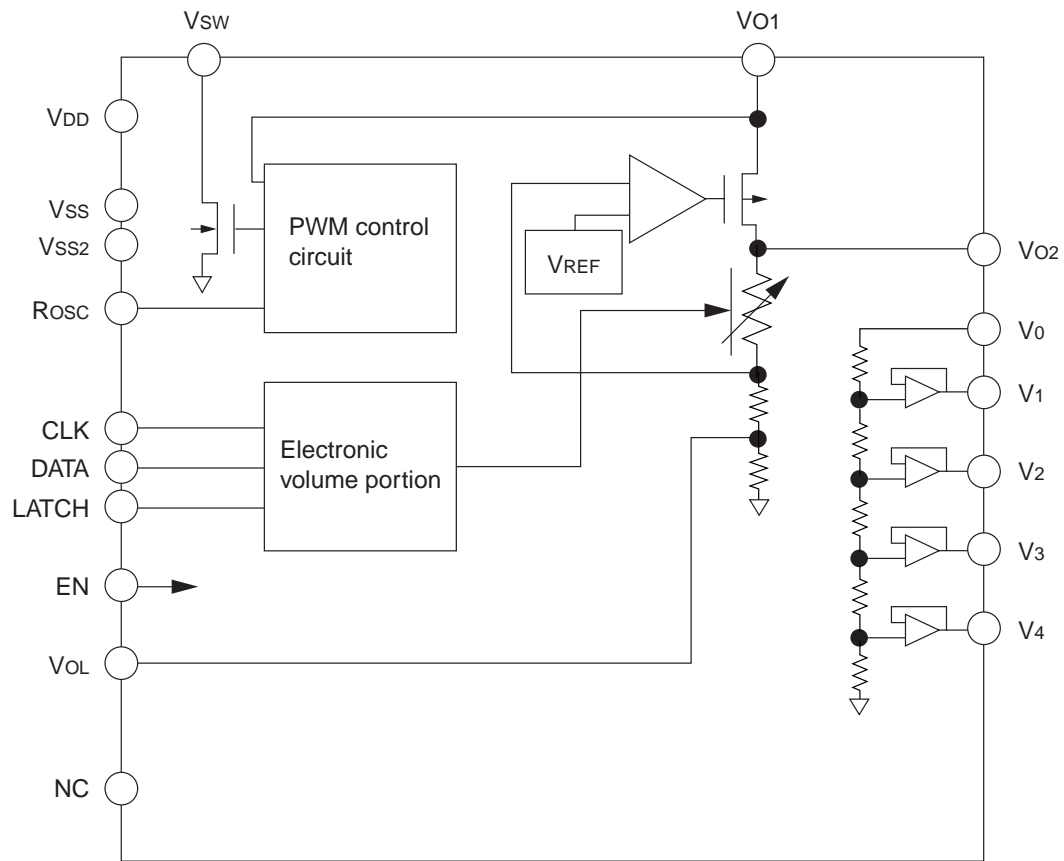 VSW
VO1
VDD
VSS
VSS2
ROSC
PWM control
circuit
VREF
VO2
V0
V1
V2
V3
V4
CLK
DATA
LATCH
Electronic
volume portion
EN
VOL
NC